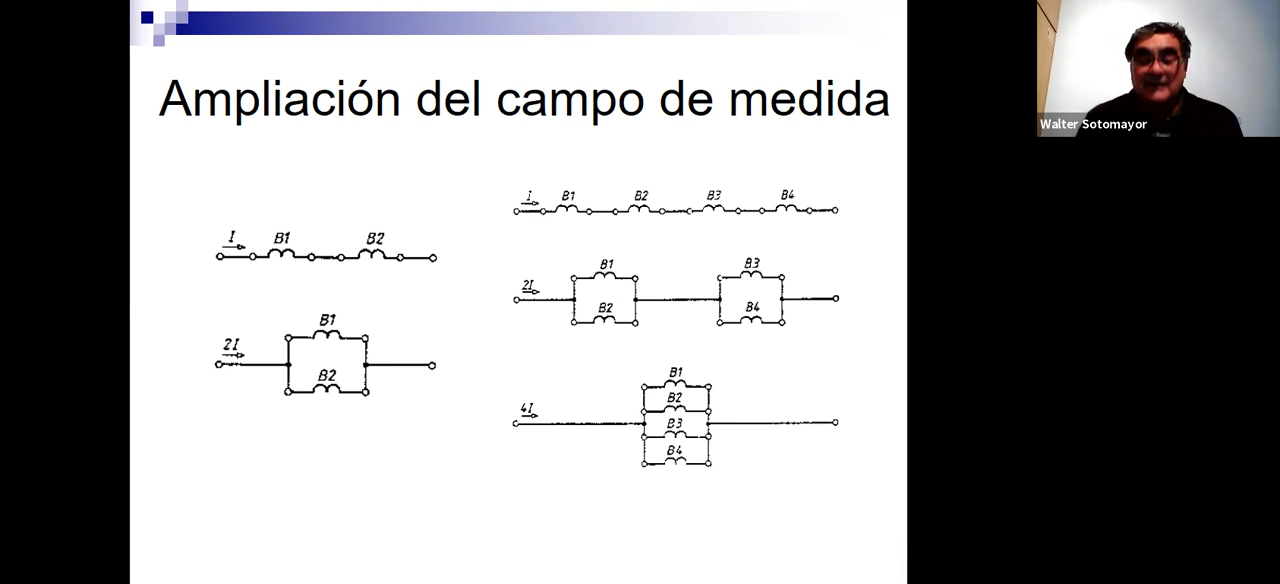 Ampliación del campo de medida
Walter Sotomayor
I B1 B2
2I B1
B2
I B1 B2 B3 B4
2I B1 B3
B2 B4
4I B1
B2
B3
B4